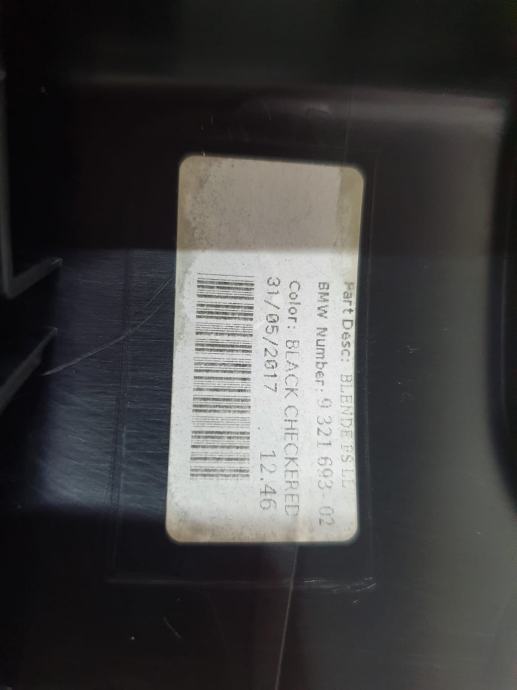 Part Desc: BLENDE FS LL
BMW Number: 9 321 693-02
Color: BLACK CHECKERED
31/05/2017 12.46